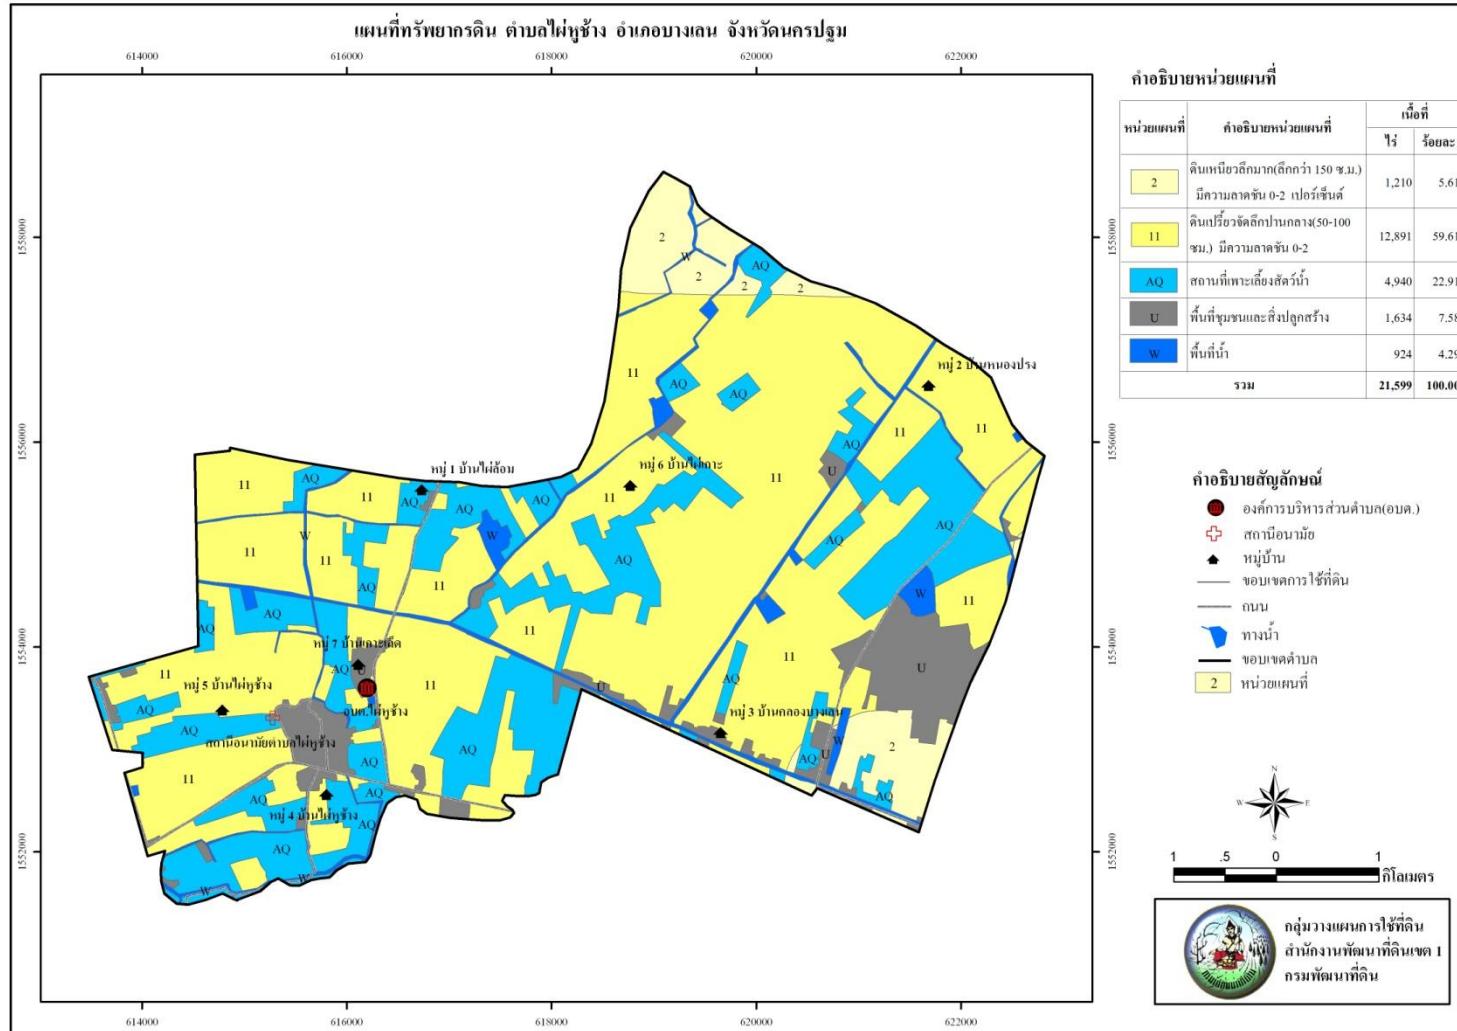 แผนที่ทรัพยากรดิน ตำบลไผ่หูช้าง อำเภอบางเลน จังหวัดนครปฐม
614000 616000 618000 620000 622000
1558000
1556000
1554000
1552000
1558000
1556000
1554000
1552000
2
W
2
AQ
2
2
11
AQ
AQ
หมู่ 2 บ้านหนองปรง
11
11
AQ
U
หมู่ 1 บ้านไผ่ล้อม
หมู่ 6 บ้านไผ่เกาะ
11
AQ
11
AQ
AQ
AQ
11
11
AQ
W
W
11
11
AQ
AQ
AQ
11
AQ
AQ
AQ
11
W
11
หมู่ 7 บ้านเกาะแค็ต
11
AQ
U
11
11
U
หมู่ 5 บ้านไผ่หูช้าง
AQ
U
AQ
อบต.ไผ่หูช้าง
หมู่ 3 บ้านคลองบางเลน
AQ
สถานีอนามัยตำบลไผ่หูช้าง
W
2
11
AQ
AQ
AQ
U
AQ
AQ
AQ
หมู่ 4 บ้านไผ่หูช้าง
AQ
AQ
W
W
614000 616000 618000 620000 622000
คำอธิบายหน่วยแผนที่
หน่วยแผนที่ คำอธิบายหน่วยแผนที่ เนื้อที่
ไร่ ร้อยละ
2 ดินเหนียวลึกมาก(ลึกกว่า 150 ซ.ม.) 1,210 5.61
มีความลาดชัน 0-2 เปอร์เซ็นต์
11 ดินเปรี้ยวจัดลึกปานกลาง(50-100 12,891 59.61
ซม.) มีความลาดชัน 0-2
AQ สถานที่เพาะเลี้ยงสัตว์น้ำ 4,940 22.91
U พื้นที่ชุมชนและสิ่งปลูกสร้าง 1,634 7.58
W พื้นที่น้ำ 924 4.29
รวม 21,599 100.00
คำอธิบายสัญลักษณ์
องค์การบริหารส่วนตำบล(อบต.)
สถานีอนามัย
หมู่บ้าน
ขอบเขตการใช้ที่ดิน
ถนน
ทางน้ำ
ขอบเขตตำบล
2 หน่วยแผนที่
N
W E
S
1 .5 0 1
กิโลเมตร
กลุ่มวางแผนการใช้ที่ดิน
สำนักงานพัฒนาที่ดินเขต 1
กรมพัฒนาที่ดิน